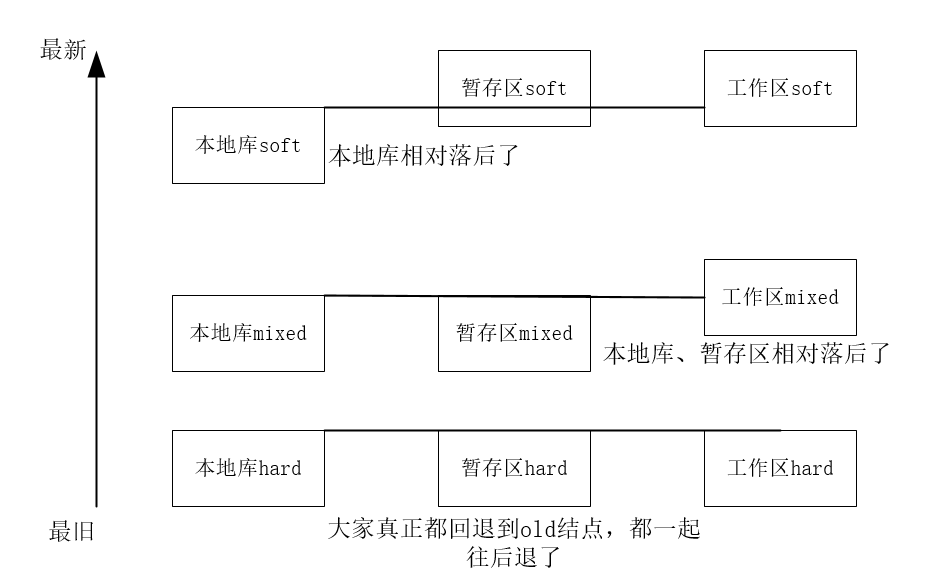 最新
暂存区soft
工作区soft
本地库soft
本地库相对落后了
工作区mixed
本地库mixed
暂存区mixed
本地库、暂存区相对落后了
本地库hard
暂存区hard
工作区hard
最旧
大家真正都回退到old结点，都一起
往后退了